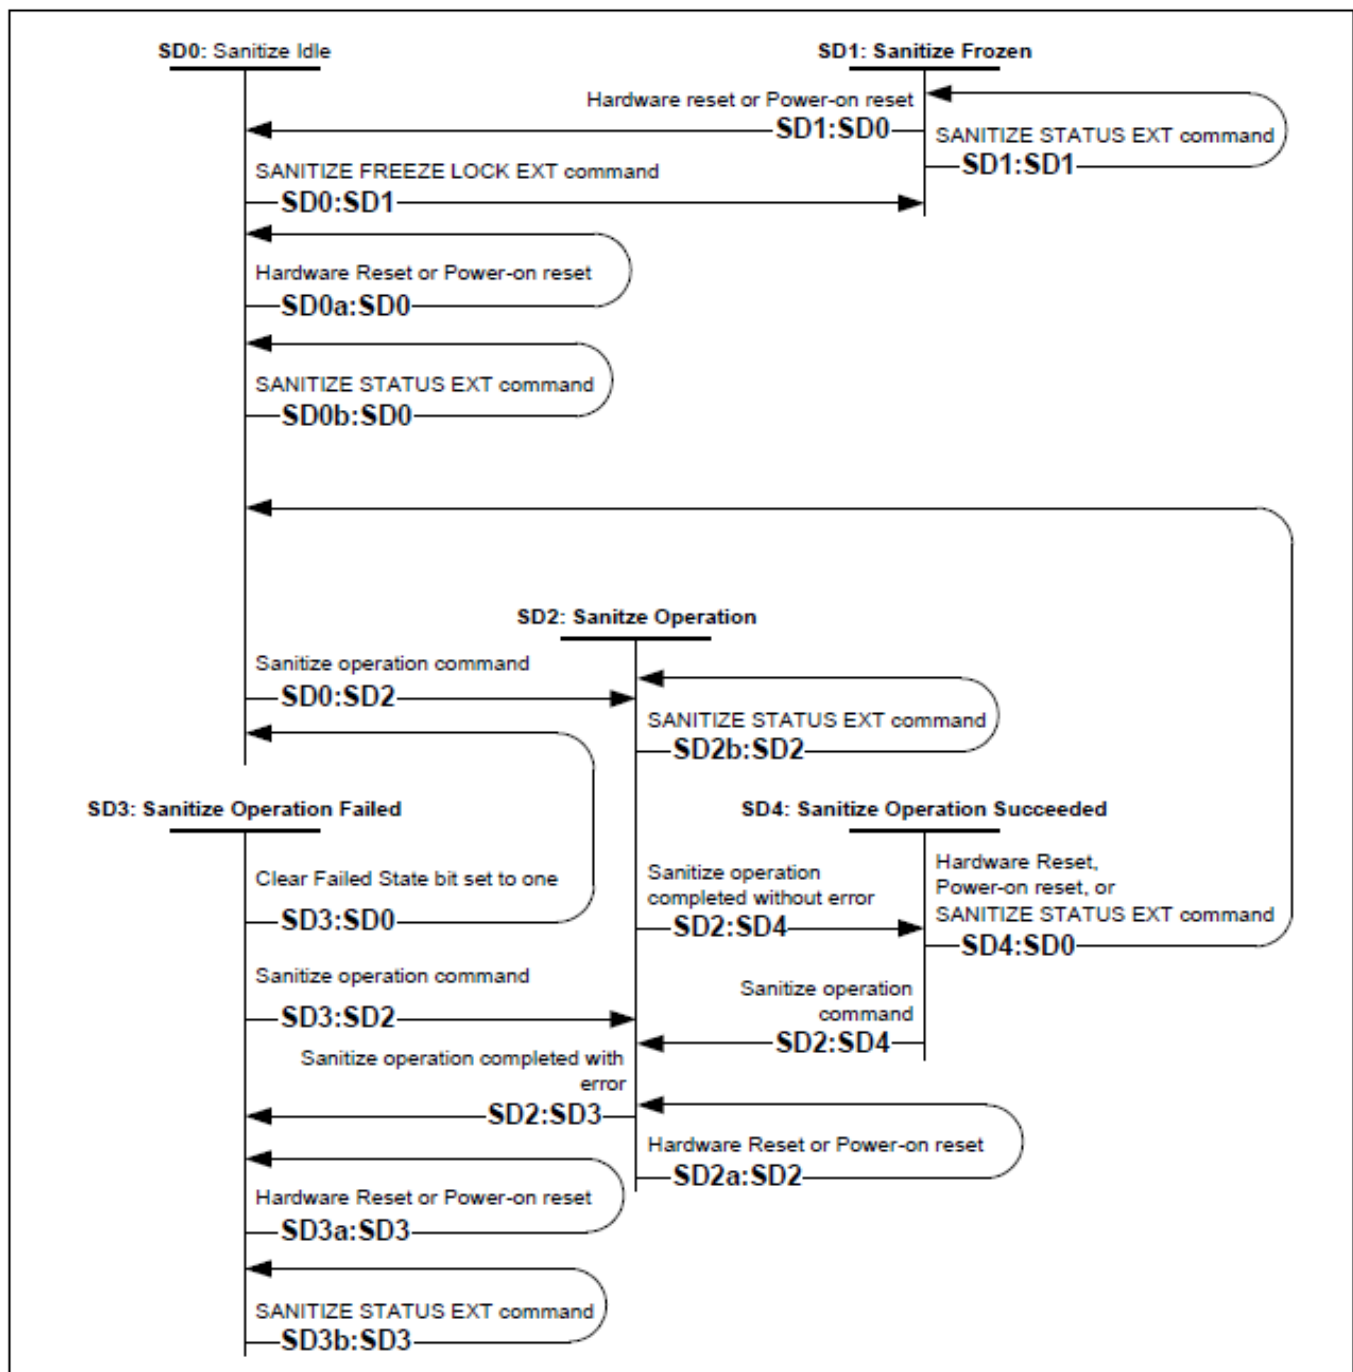 SD0: Sanitize Idle
SD1: Sanitize Frozen
Hardware reset or Power-on reset
SD1:SD0
SANITIZE STATUS EXT command
SD1:SD1
SANITIZE FREEZE LOCK EXT command
SD0:SD1
Hardware Reset or Power-on reset
SD0a:SD0
SANITIZE STATUS EXT command
SD0b:SD0
SD2: Sanitze Operation
Sanitize operation command
SD0:SD2
SANITIZE STATUS EXT command
SD2b:SD2
SD3: Sanitize Operation Failed
SD4: Sanitize Operation Succeeded
Clear Failed State bit set to one
SD3:SD0
Sanitize operation
completed without error
SD2:SD4
Hardware Reset,
Power-on reset, or
SANITIZE STATUS EXT command
SD4:SD0
Sanitize operation command
SD3:SD2
Sanitize operation
command
SD2:SD4
Sanitize operation completed with
error
SD2:SD3
Hardware Reset or Power-on reset
SD2a:SD2
Hardware Reset or Power-on reset
SD3a:SD3
SANITIZE STATUS EXT command
SD3b:SD3